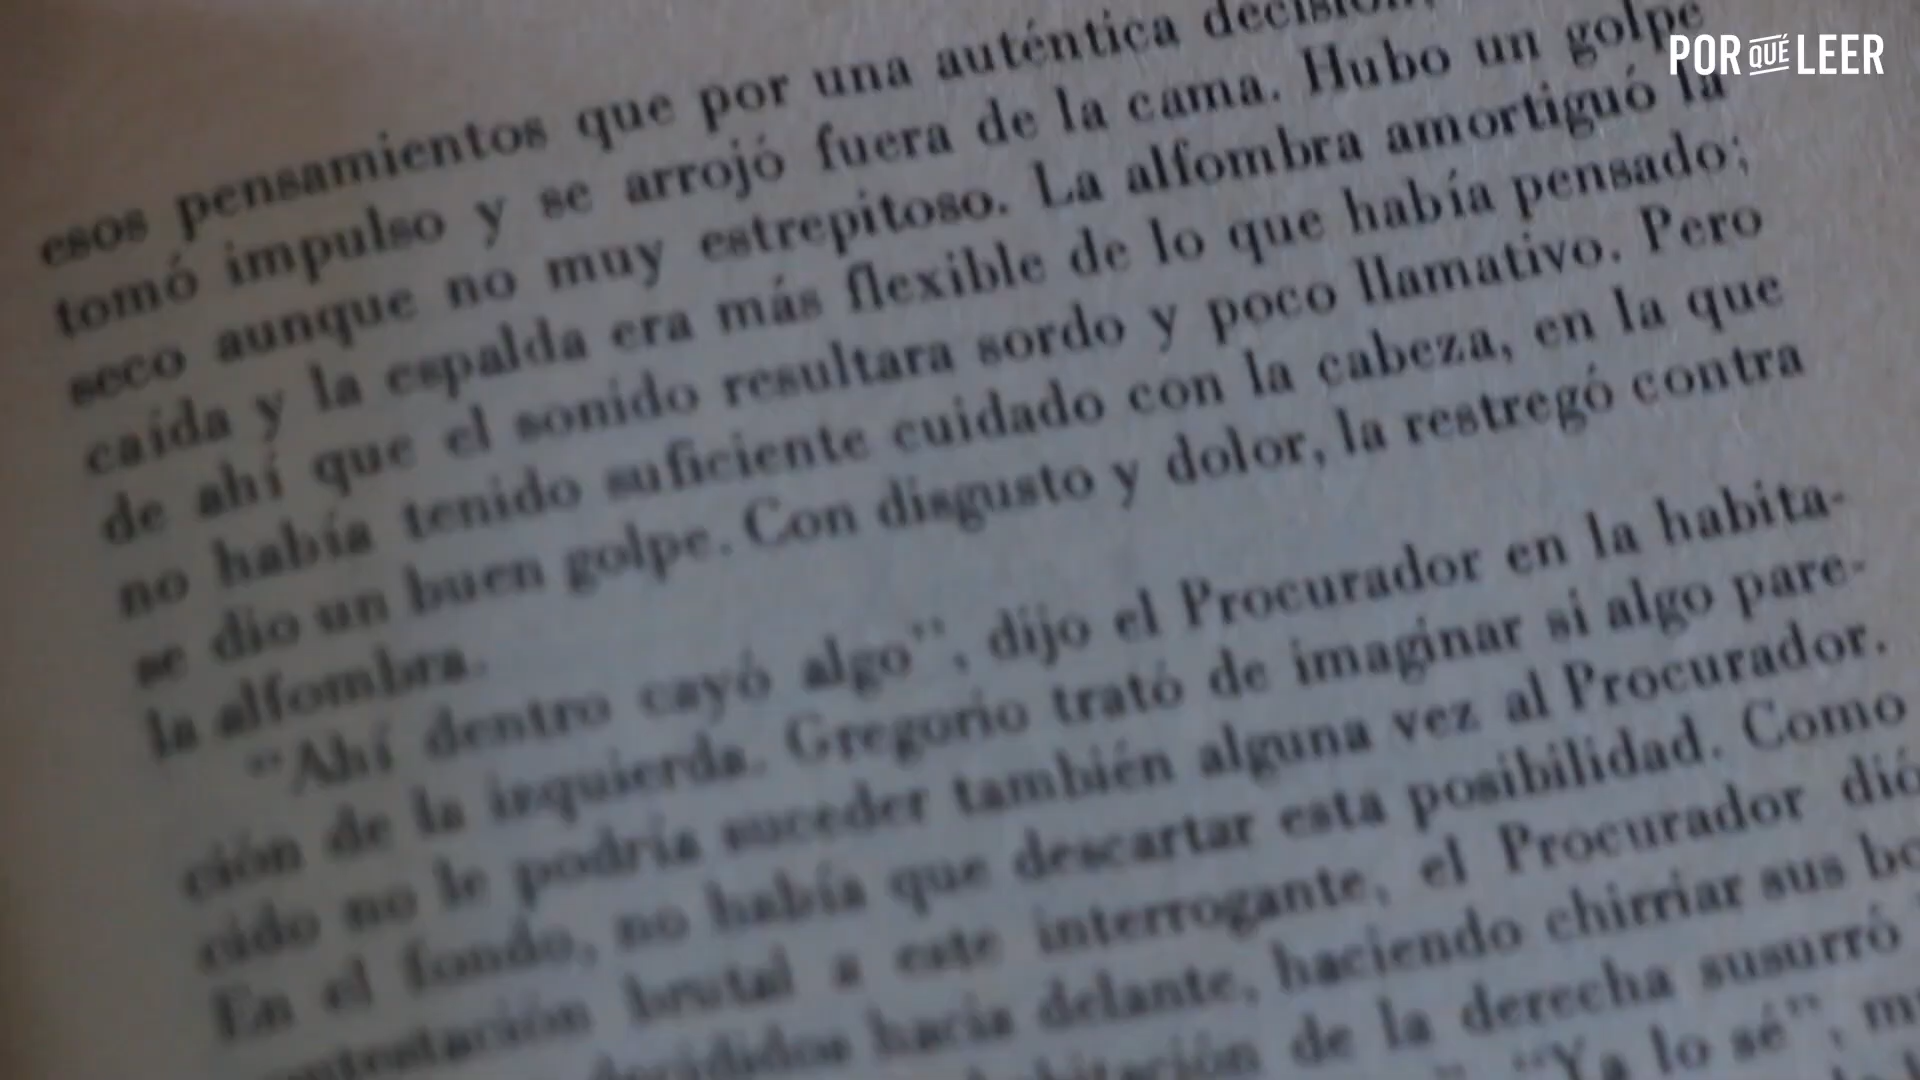 POR QUÉ LEER
esos pensamientos que por una auténtica decisión,
tomó impulso y se arrojó fuera de la cama. Hubo un golpe
seco aunque no muy estrepitoso. La alfombra amortiguó la
caída y la espalda era más flexible de lo que había pensado;
de ahí que el sonido resultara sordo y poco llamativo. Pero
no había tenido suficiente cuidado con la cabeza, en la que
se dio un buen golpe. Con disgusto y dolor, la restregó contra
la alfombra.
“Ahí dentro cayó algo”, dijo el Procurador en la habita-
ción de la izquierda. Gregorio trató de imaginar si algo pare-
cido no le podría suceder también alguna vez al Procurador.
En el fondo, no había que descartar esta posibilidad. Como
brutal a este interrogante, el Procurador dió
hacia delante, haciendo chirriar sus
de la derecha susurró
“Ya lo sé”,